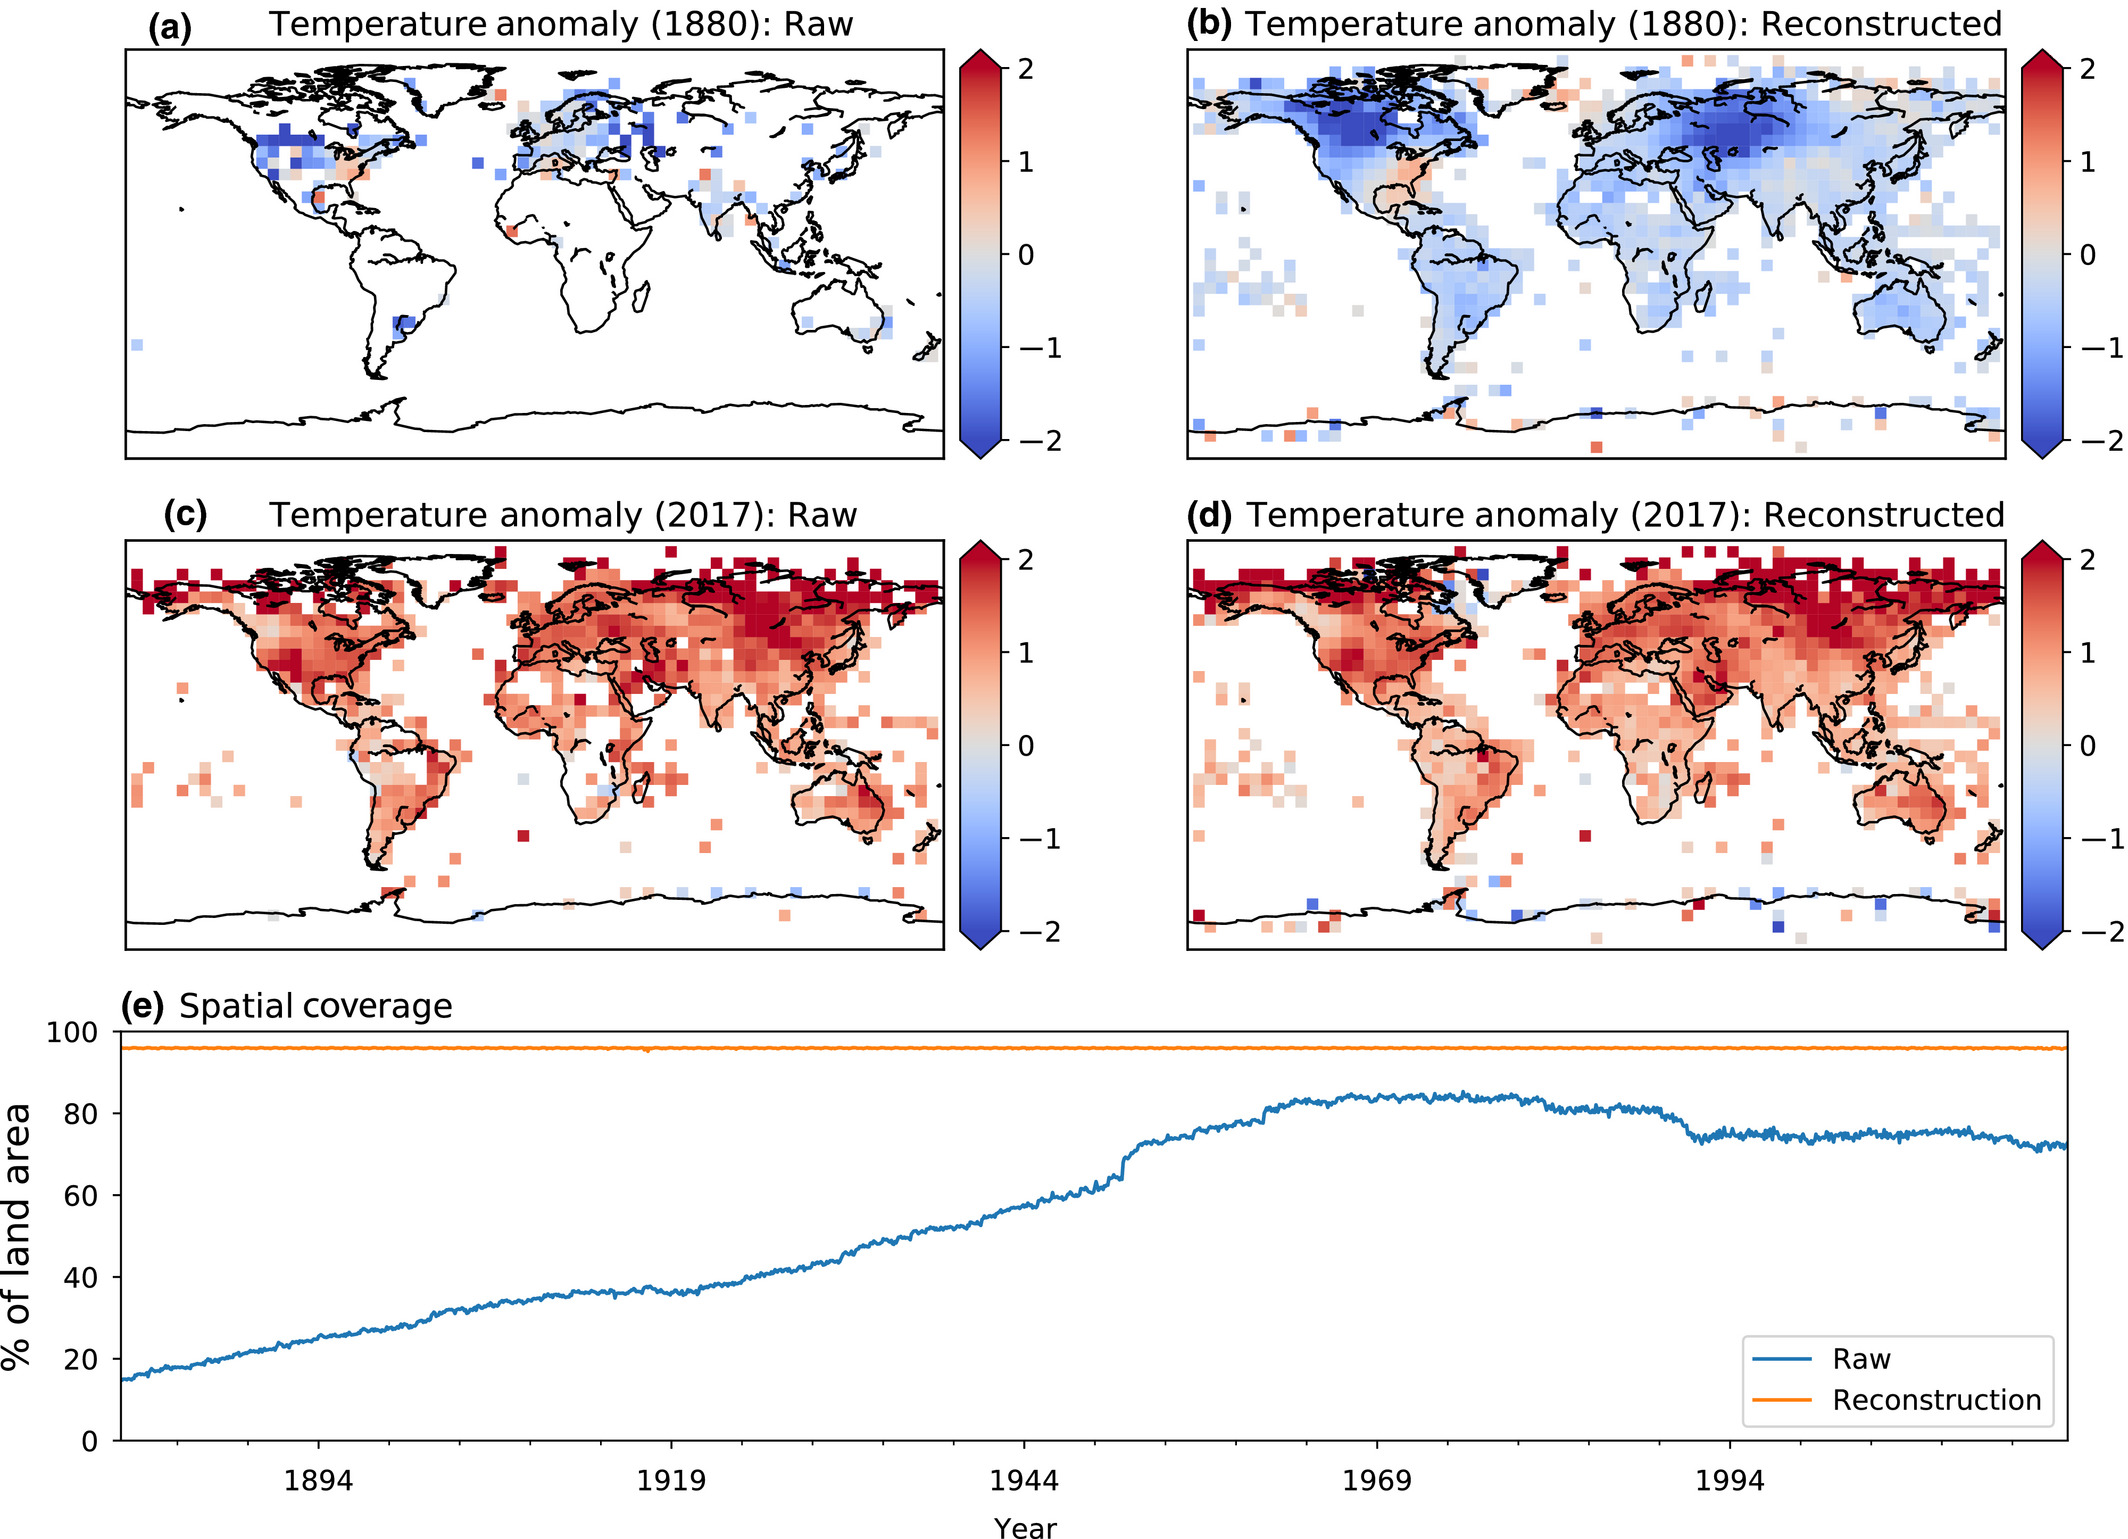 (a) Temperature anomaly (1880): Raw
2
1
0
−1
−2
(b) Temperature anomaly (1880): Reconstructed
2
1
0
−1
−2
(c) Temperature anomaly (2017): Raw
2
1
0
−1
−2
(d) Temperature anomaly (2017): Reconstructed
2
1
0
−1
−2
(e) Spatial coverage
% of land area
100
80
60
40
20
0
Raw
Reconstruction
1894 1919 1944 1969 1994
Year